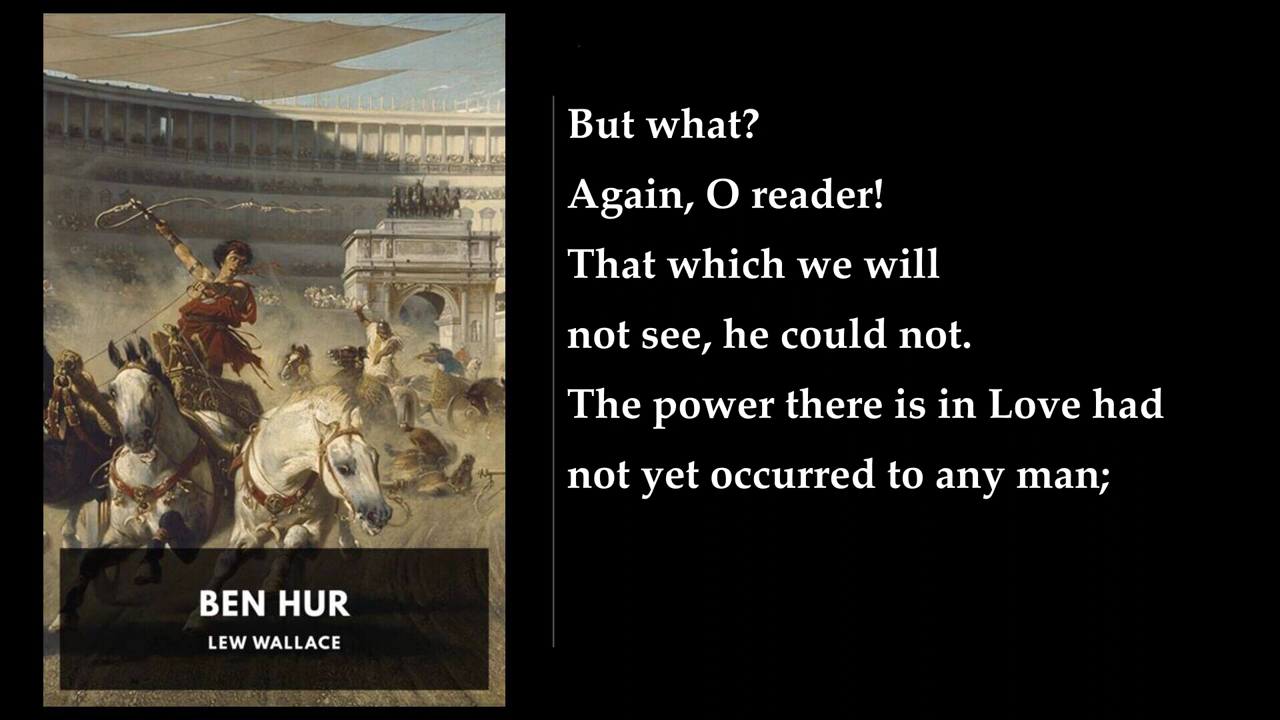 BEN HUR
LEW WALLACE
But what?
Again, O reader!
That which we will
not see, he could not.
The power there is in Love had
not yet occurred to any man;